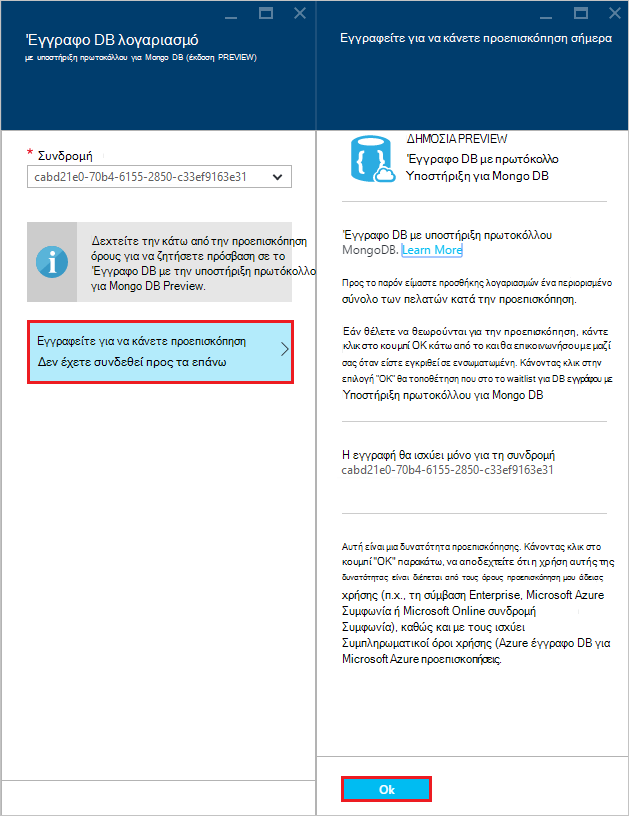 Έγγραφο DB λογαριασμό
με υποστήριξη πρωτοκόλλου για Mongo DB (έκδοση PREVIEW)
* Συνδρομή
cabd21e0-70b4-6155-2850-c33ef9163e31
Δεχτείτε την κάτω από την προεπισκόπηση
όρους για να ζητήσετε πρόσβαση σε το
Έγγραφο DB με την υποστήριξη πρωτόκολλο
για Mongo DB Preview.
Εγγραφείτε για να κάνετε προεπισκόπηση
Δεν έχετε συνδεθεί προς τα επάνω
Εγγραφείτε για να κάνετε προεπισκόπηση σήμερα
ΔΗΜΌΣΙΑ PREVIEW
Έγγραφο DB με πρωτόκολλο
Υποστήριξη για Mongo DB
Έγγραφο DB με υποστήριξη πρωτοκόλλου
MongoDB. Learn More
Προς το παρόν είμαστε προσθήκης λογαριασμών ένα περιορισμένο
σύνολο των πελατών κατά την προεπισκόπηση.
Εάν θέλετε να θεωρούνται για την προεπισκόπηση, κάντε
κλικ στο κουμπί OK κάτω από το και θα επικοινωνήσουμε μαζί
σας όταν είστε εγκριθεί σε ενσωματωμένη. Κάνοντας κλικ στην
επιλογή "OK" θα τοποθέτηση που στο το waitlist για DB εγγράφου με
Υποστήριξη πρωτοκόλλου για Mongo DB
Η εγγραφή θα ισχύει μόνο για τη συνδρομή
cabd21e0-70b4-6155-2850-c33ef9163e31
Αυτή είναι μια δυνατότητα προεπισκόπησης. Κάνοντας κλικ στο
κουμπί "OK" παρακάτω, να αποδεχτείτε ότι η χρήση αυτής της
δυνατότητας είναι διέπεται από τους όρους προεπισκόπηση μου άδειας
χρήσης (π.χ., τη σύμβαση Enterprise, Microsoft Azure
Συμφωνία ή Microsoft Online συνδρομή
Συμφωνία), καθώς και με τους ισχύει
Συμπληρωματικοί όροι χρήσης (Azure έγγραφο DB για
Microsoft Azure προεπισκοπήσεις.
Ok